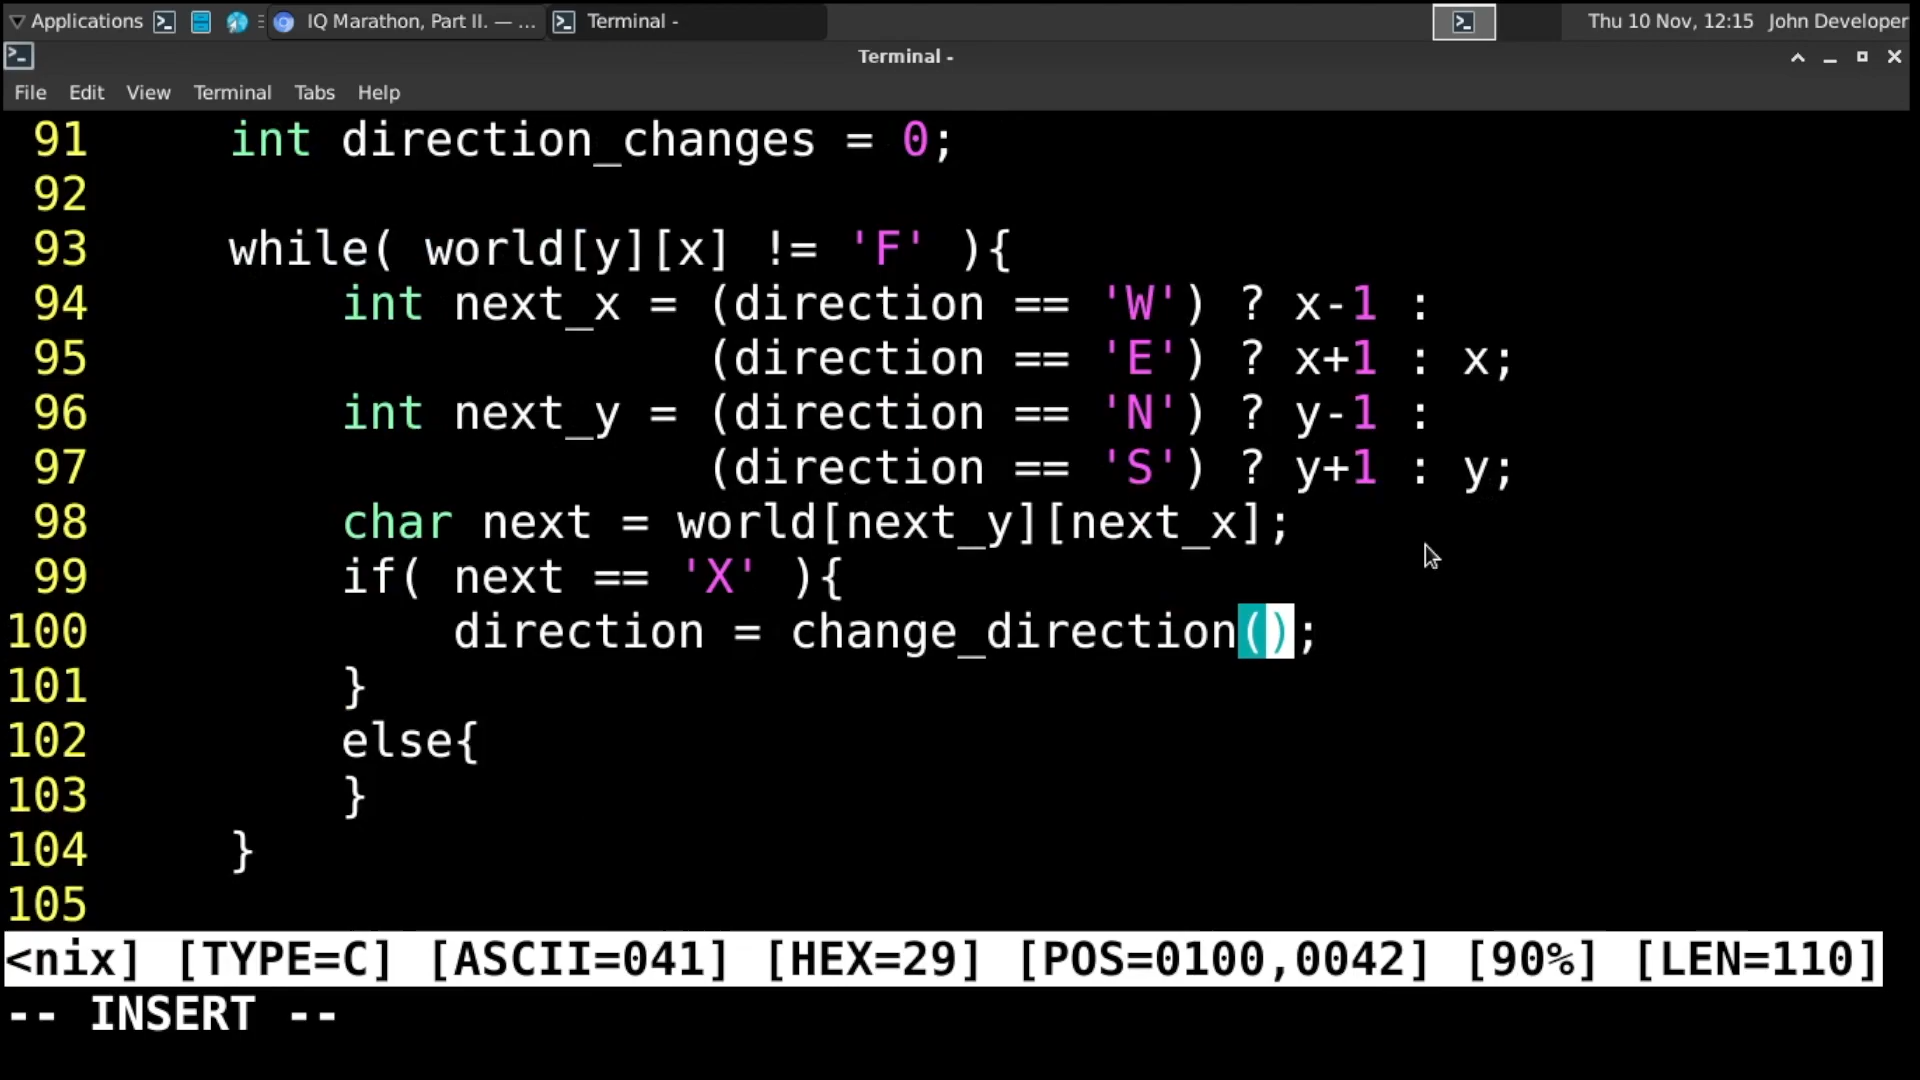 Applications IQ Marathon, Part II. — ... Terminal - Thu 10 Nov, 12:15 John Developer
Terminal -
File Edit View Terminal Tabs Help
91 int direction_changes = 0;
92
93 while( world[y][x] != 'F' ){
94 int next_x = (direction == 'W') ? x-1 :
95 (direction == 'E') ? x+1 : x;
96 int next_y = (direction == 'N') ? y-1 :
97 (direction == 'S') ? y+1 : y;
98 char next = world[next_y][next_x];
99 if( next == 'X' ){
100 direction = change_direction();
101 }
102 else{
103 }
104 }
105
<nix] [TYPE=C] [ASCII=041] [HEX=29] [POS=0100,0042] [90%] [LEN=110]
-- INSERT --